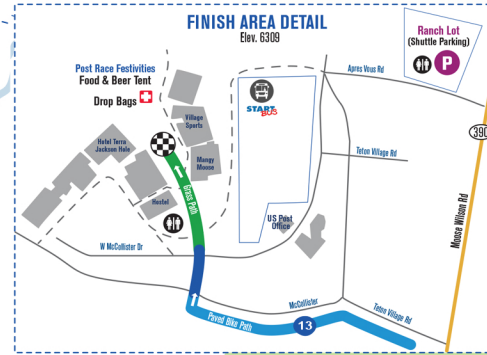 FINISH AREA DETAIL
Elev. 6309
Ranch Lot
(Shuttle Parking)
P
Post Race Festivities
Food & Beer Tent
Drop Bags
Apres Vous Rd
START
BUS
Village
Sports
390
Hotel Terra
Jackson Hole
Mangy
Moose
Teton Village Rd
Grass Path
Hostel
US Post
Office
Moose Wilson Rd
W McCollister Dr
McCollister
Teton Village Rd
Paved Bike Path
13